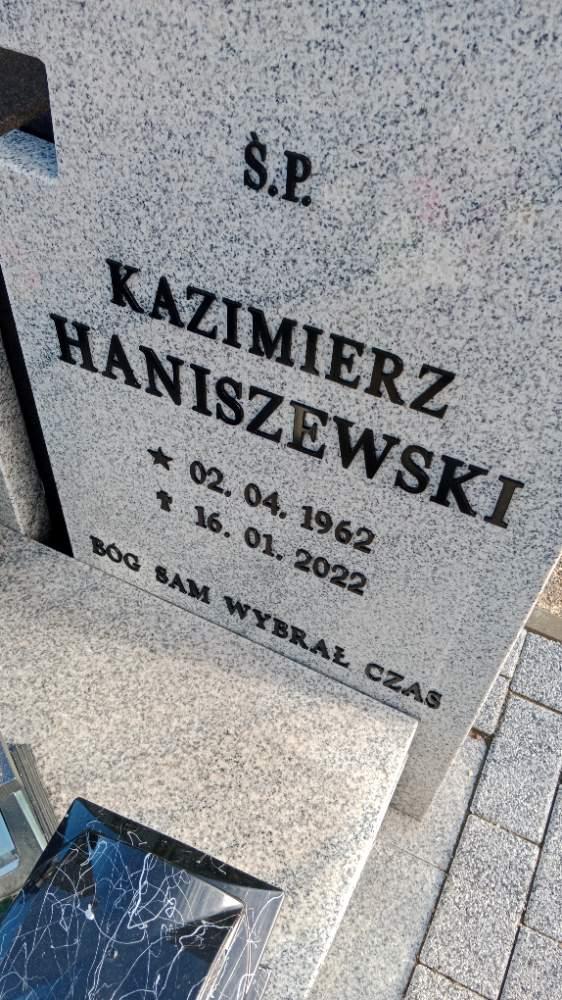 Ś.P.
KAZIMIERZ
HANISZEWSKI
★ 02. 04. 1962
✝ 16. 01. 2022
BÓG SAM WYBRAŁ CZAS